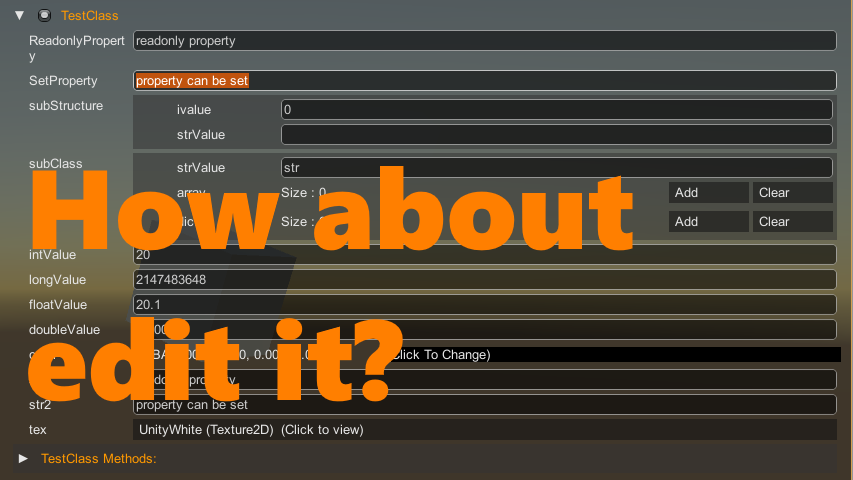 TestClass
ReadonlyPropert
y
readonly property
SetProperty
property can be set
subStructure
ivalue
0
strValue
subClass
strValue
str
array
Size : 0
Add
Clear
Size :
Add
Clear
How about
intValue
20
longValue
2147483648
floatValue
20.1
doubleValue
edit it?
Click To Change)
str2
property can be set
tex
UnityWhite (Texture2D) (Click to view)
TestClass Methods: